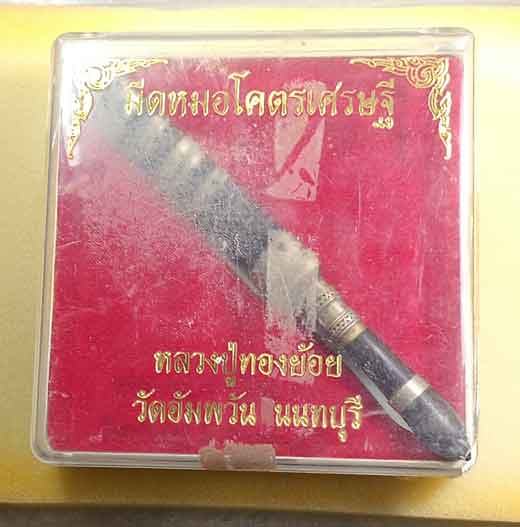 มีดหมอโคตรเศรษฐี
หลวงปู่ทองย้อย
วัดอัมพวัน นนทบุรี